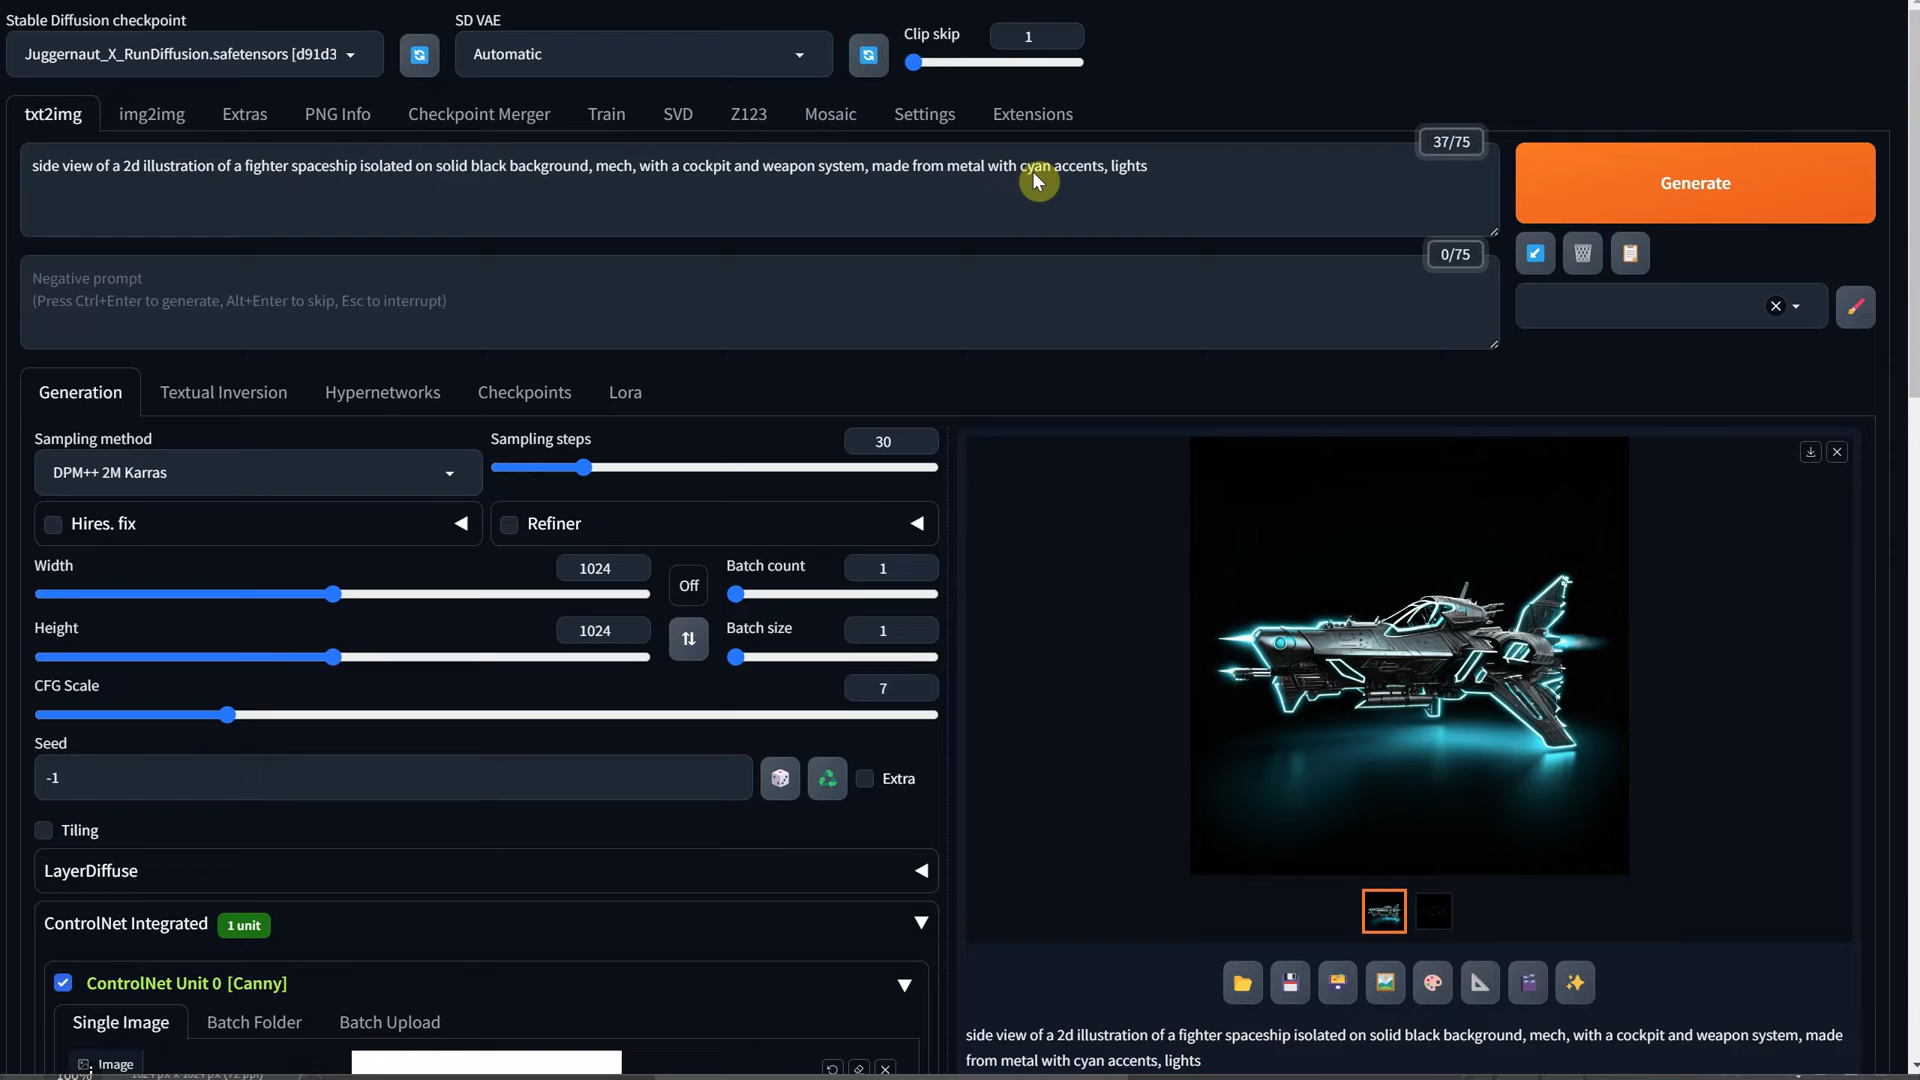 Stable Diffusion checkpoint
SD VAE
Clip skip
1
Juggernaut_X_RunDiffusion.safetensors [d91d3
Automatic
txt2img
img2img
Extras
PNG Info
Checkpoint Merger
Train
SVD
Z123
Mosaic
Settings
Extensions
37/75
side view of a 2d illustration of a fighter spaceship isolated on solid black background, mech, with a cockpit and weapon system, made from metal with cyan accents, lights
Generate
0/75
Negative prompt
(Press Ctrl+Enter to generate, Alt+Enter to skip, Esc to interrupt)
Generation
Textual Inversion
Hypernetworks
Checkpoints
Lora
Sampling method
Sampling steps
30
DPM++ 2M Karras
Hires. fix
Refiner
Width
1024
Off
Batch count
1
Height
1024
Batch size
1
CFG Scale
7
Seed
-1
Extra
Tiling
LayerDiffuse
ControlNet Integrated
1 unit
ControlNet Unit 0 [Canny]
Single Image
Batch Folder
Batch Upload
Image
side view of a 2d illustration of a fighter spaceship isolated on solid black background, mech, with a cockpit and weapon system, made
from metal with cyan accents, lights